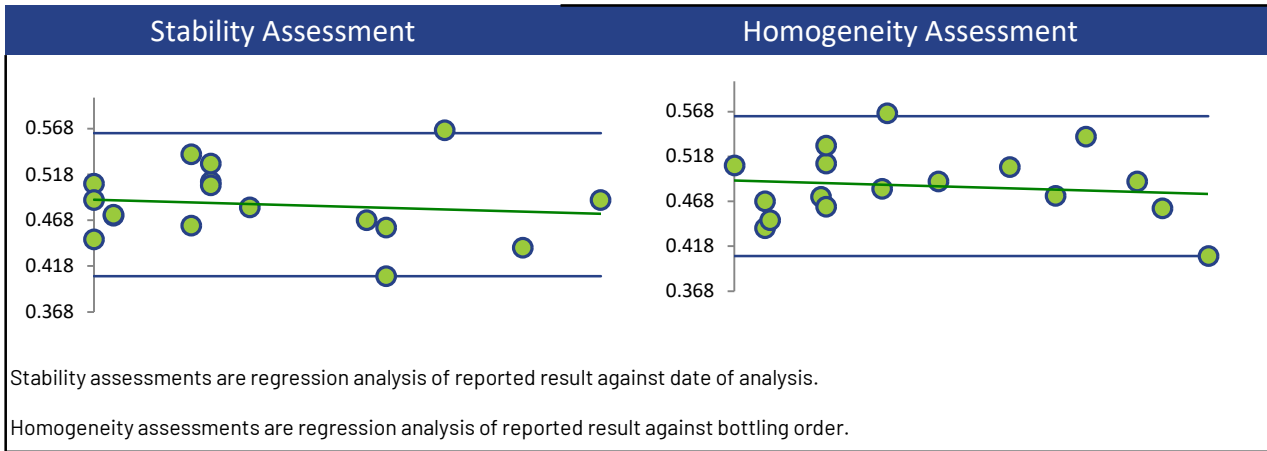 Stability Assessment
Homogeneity Assessment
0.568
0.518
0.468
0.418
0.368
0.568
0.518
0.468
0.418
0.368
Stability assessments are regression analysis of reported result against date of analysis.
Homogeneity assessments are regression analysis of reported result against bottling order.